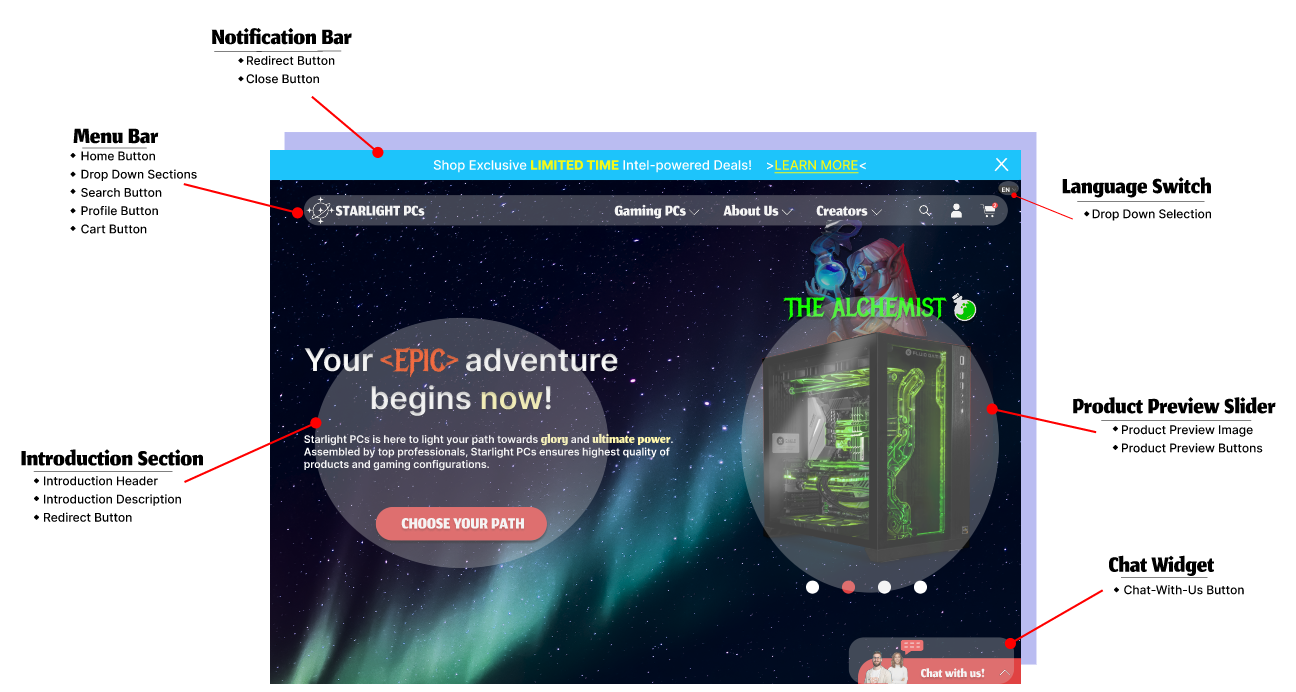 Notification Bar
Redirect Button
Close Button
Menu Bar
Home Button
Drop Down Sections
Search Button
Profile Button
Cart Button
Shop Exclusive LIMITED TIME Intel-powered Deals! >LEARN MORE<
Language Switch
Drop Down Selection
EN
STARLIGHT PCs
Gaming PCs
About Us
Creators
THE ALCHEMIST
Your <EPIC> adventure
begins now!
Starlight PCs is here to light your path towards glory and ultimate power.
Assembled by top professionals, Starlight PCs ensures highest quality of
products and gaming configurations.
CHOOSE YOUR PATH
Introduction Section
Introduction Header
Introduction Description
Redirect Button
Product Preview Slider
Product Preview Image
Product Preview Buttons
Chat Widget
Chat-With-Us Button
Chat with us!